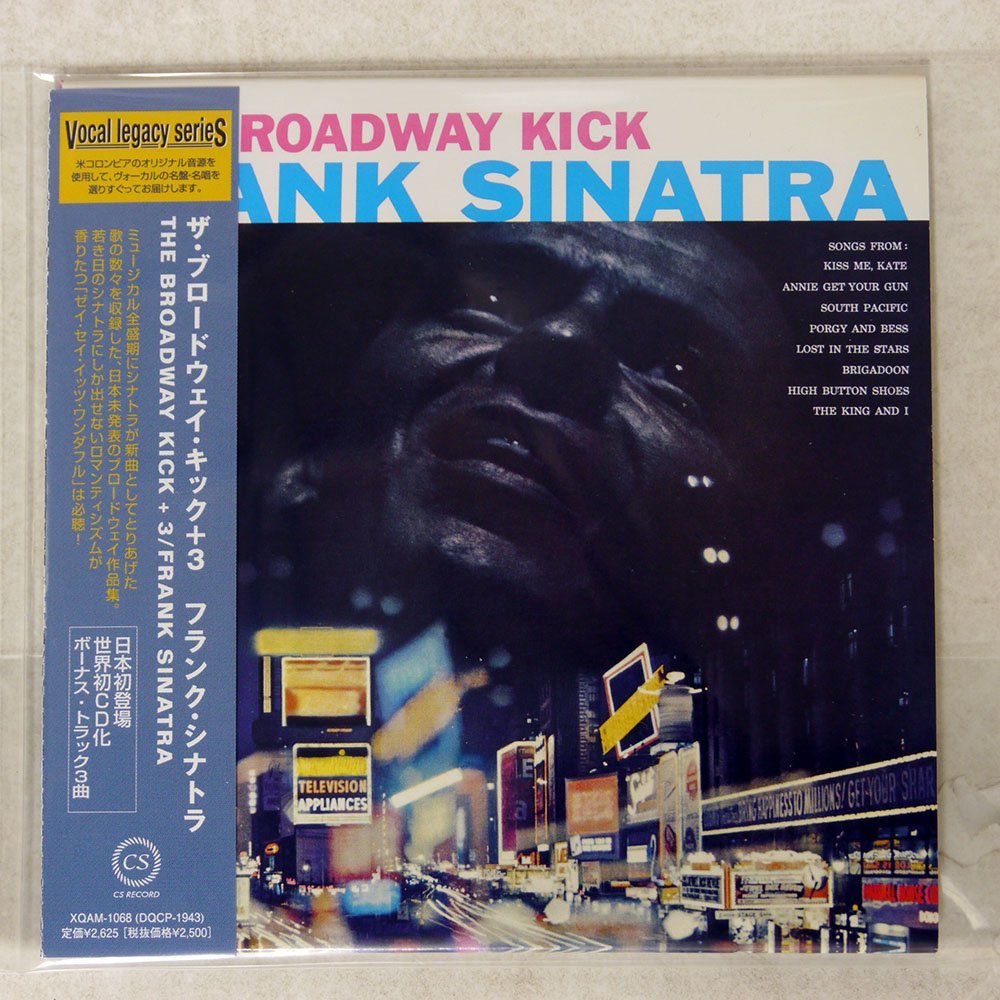 Vocal legacy serieS
米コロンビアのオリジナル音源を
使用して、ヴォーカルの名盤・名唱を
選りすぐってお届けします。
ザ・ブロードウェイ・キック+3 フランク・シナトラ
THE BROADWAY KICK + 3/FRANK SINATRA
ミュージカル全盛期にシナトラが新曲としてとりあげた
歌の数々を収録した、日本未発表のブロードウェイ作品集。
若き日のシナトラにしか出せないロマンティシズムが
香りたつ「ゼイ・セイ・イッツ・ワンダフル」は必聴！
日本初登場
世界初CD化
ボーナス・トラック3曲
CS
CS RECORD
XQAM-1068 (DQCP-1943)
定価¥2,625 [税抜価格¥2,500]
ROADWAY KICK
ANK SINATRA
SONGS FROM:
KISS ME, KATE
ANNIE GET YOUR GUN
SOUTH PACIFIC
PORGY AND BESS
LOST IN THE STARS
BRIGADOON
HIGH BUTTON SHOES
THE KING AND I
TELEVISION
APPLIANCES
BRING HAPPINESS TO MILLIONS! GET YOUR SHAR